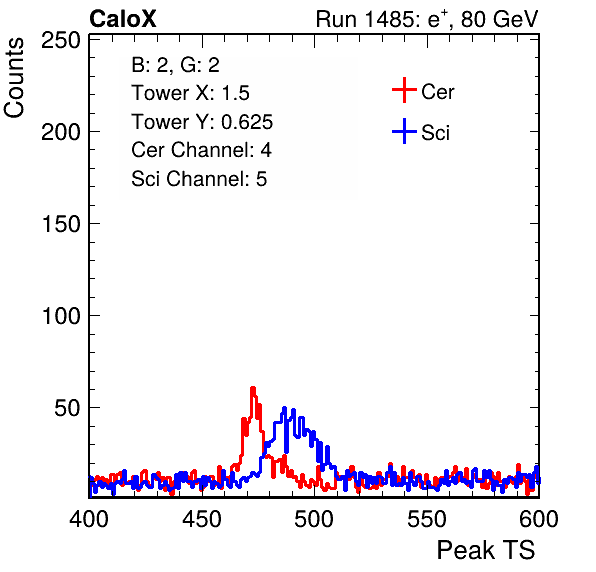 CaloX Run 1485: e⁺, 80 GeV
Counts
250
200
150
100
50
B: 2, G: 2
Tower X: 1.5
Tower Y: 0.625
Cer Channel: 4
Sci Channel: 5
Cer
Sci
400 450 500 550 600
Peak TS